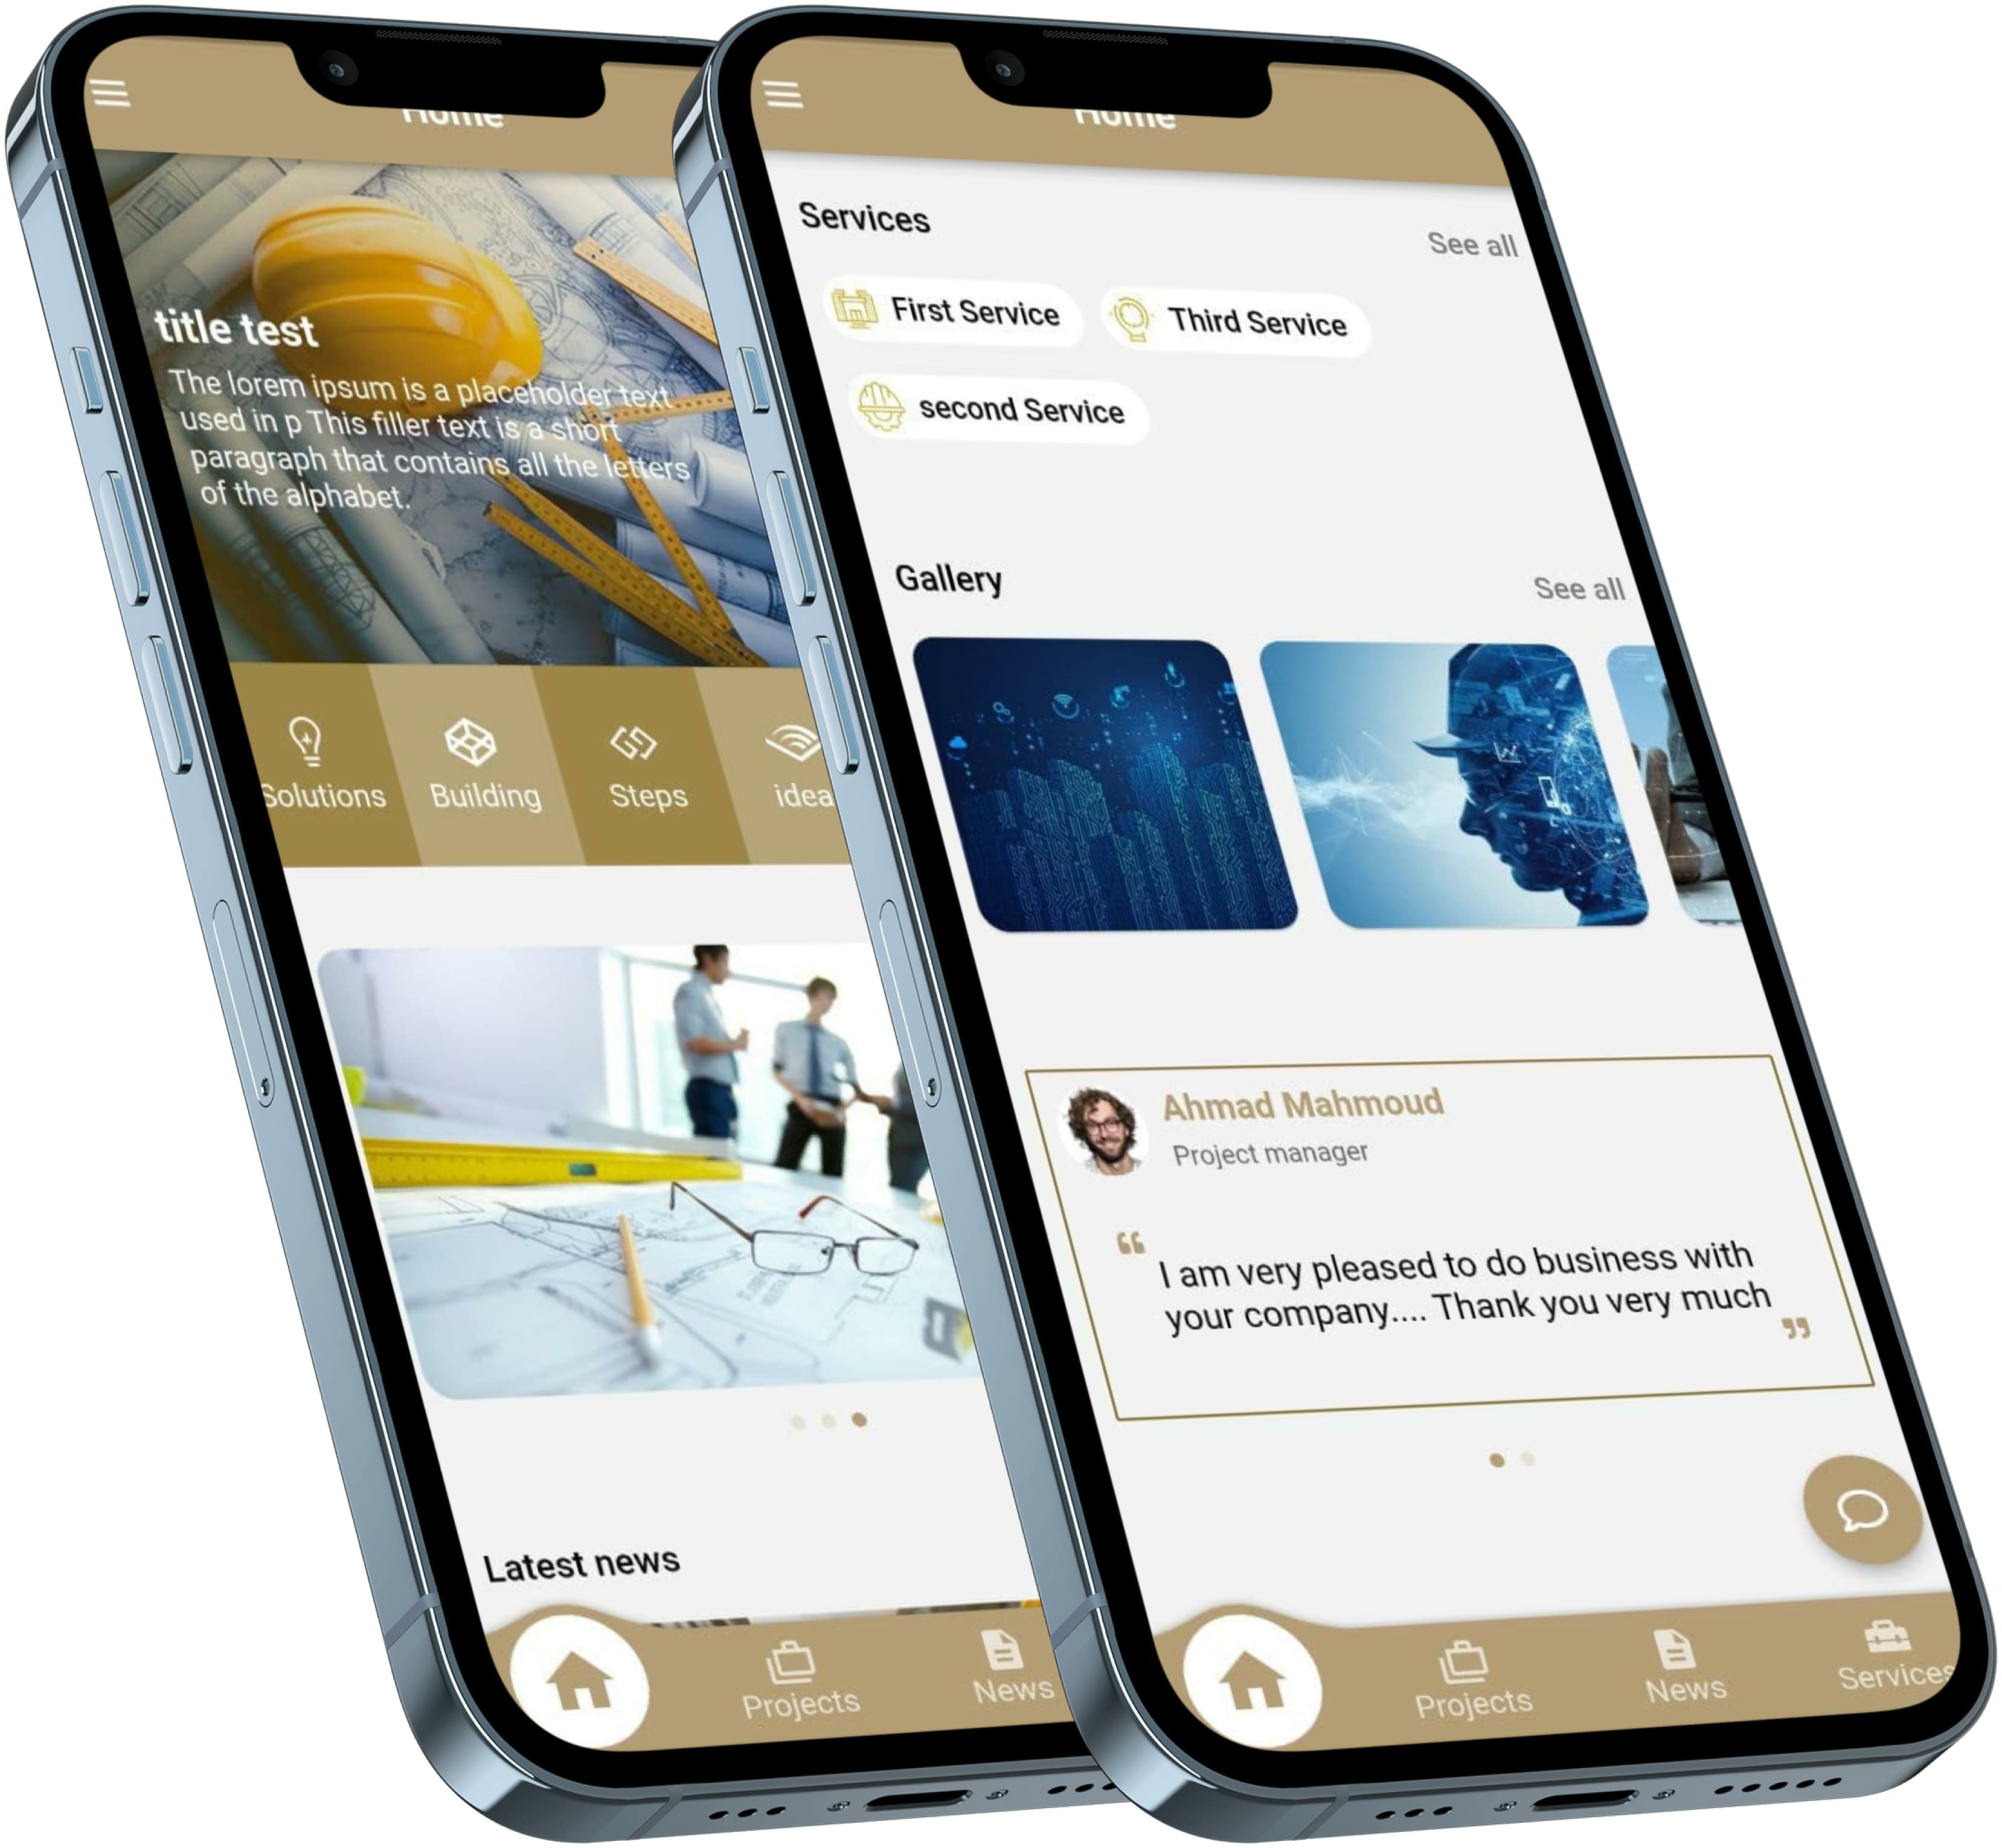 Home
title test
The lorem ipsum is a placeholder text
used in p This filler text is a short
paragraph that contains all the letters
of the alphabet.
Solutions
Building
Steps
idea
Latest news
Projects
News
Home
Services
See all
First Service
Third Service
second Service
Gallery
See all
Ahmad Mahmoud
Project manager
“
I am very pleased to do business with
your company.... Thank you very much
”
Projects
News
Services